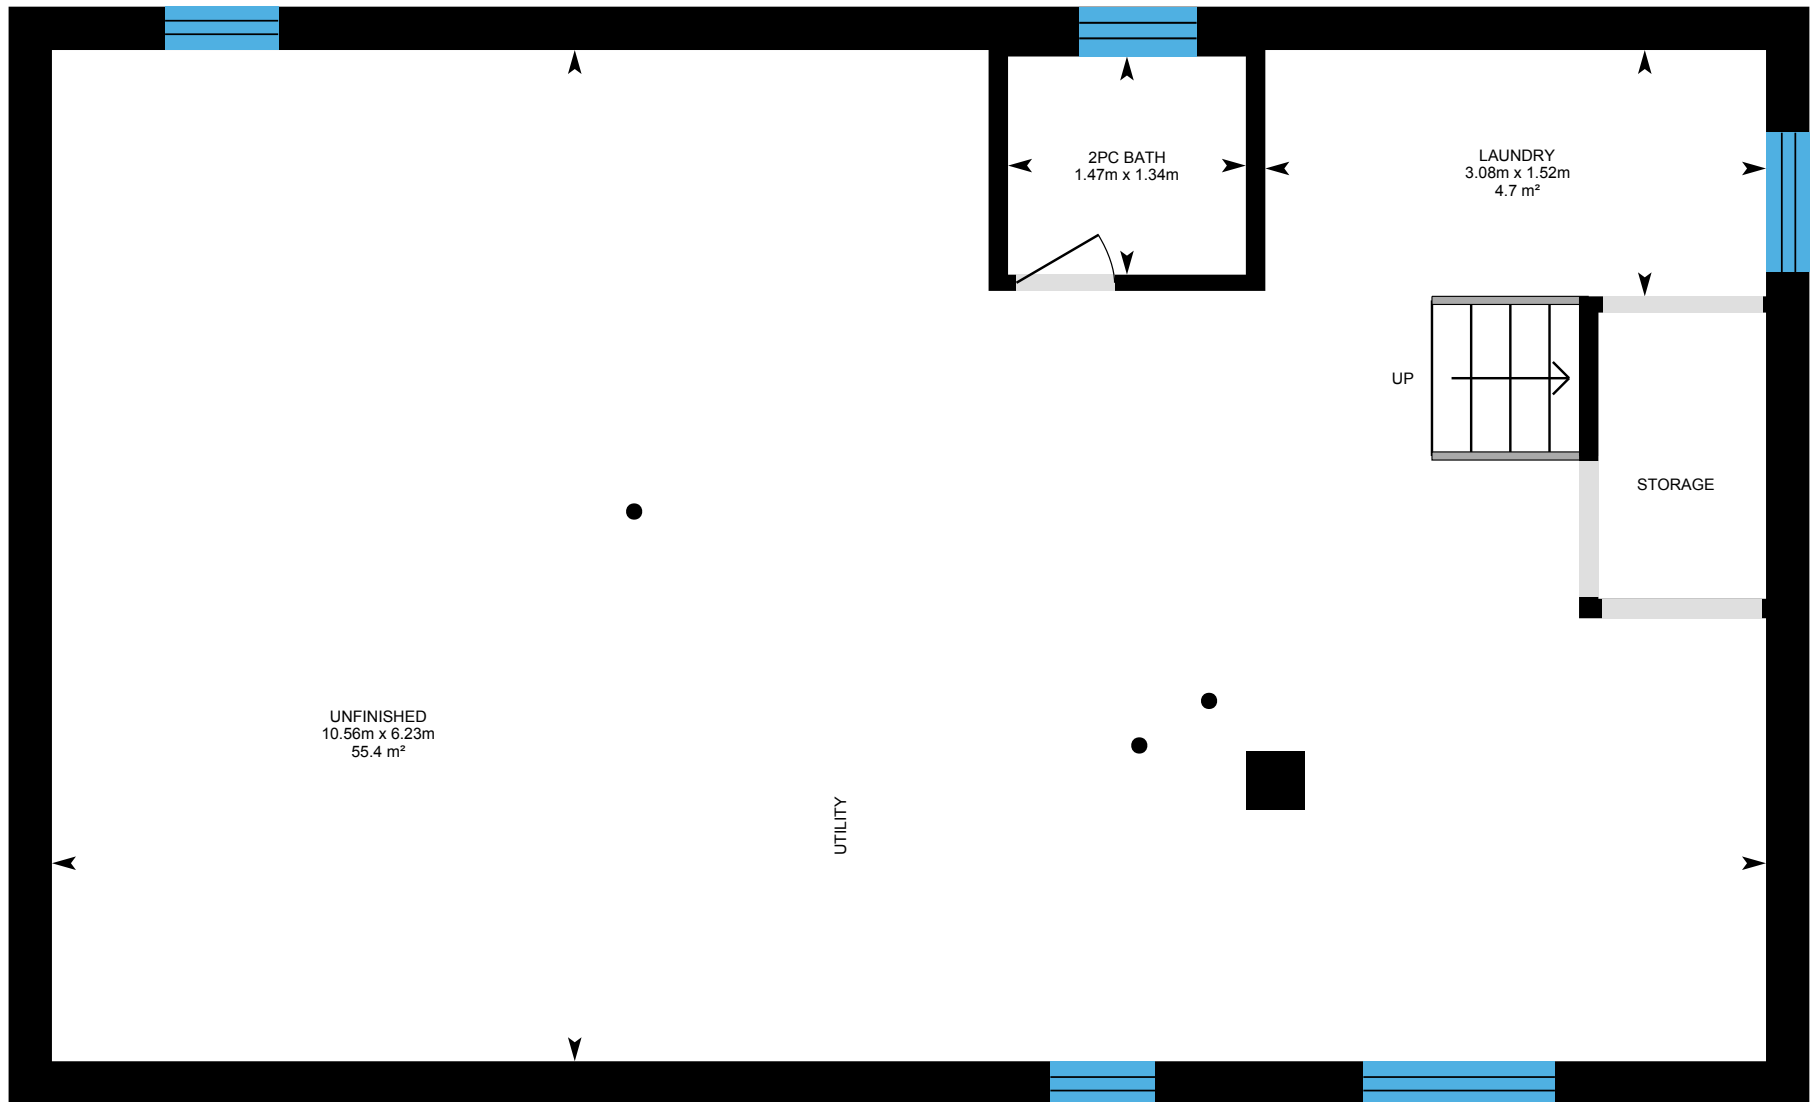 2PC BATH
1.47m x 1.34m
LAUNDRY
3.08m x 1.52m
4.7 m²
UP
STORAGE
UNFINISHED
10.56m x 6.23m
55.4 m²
UTILITY